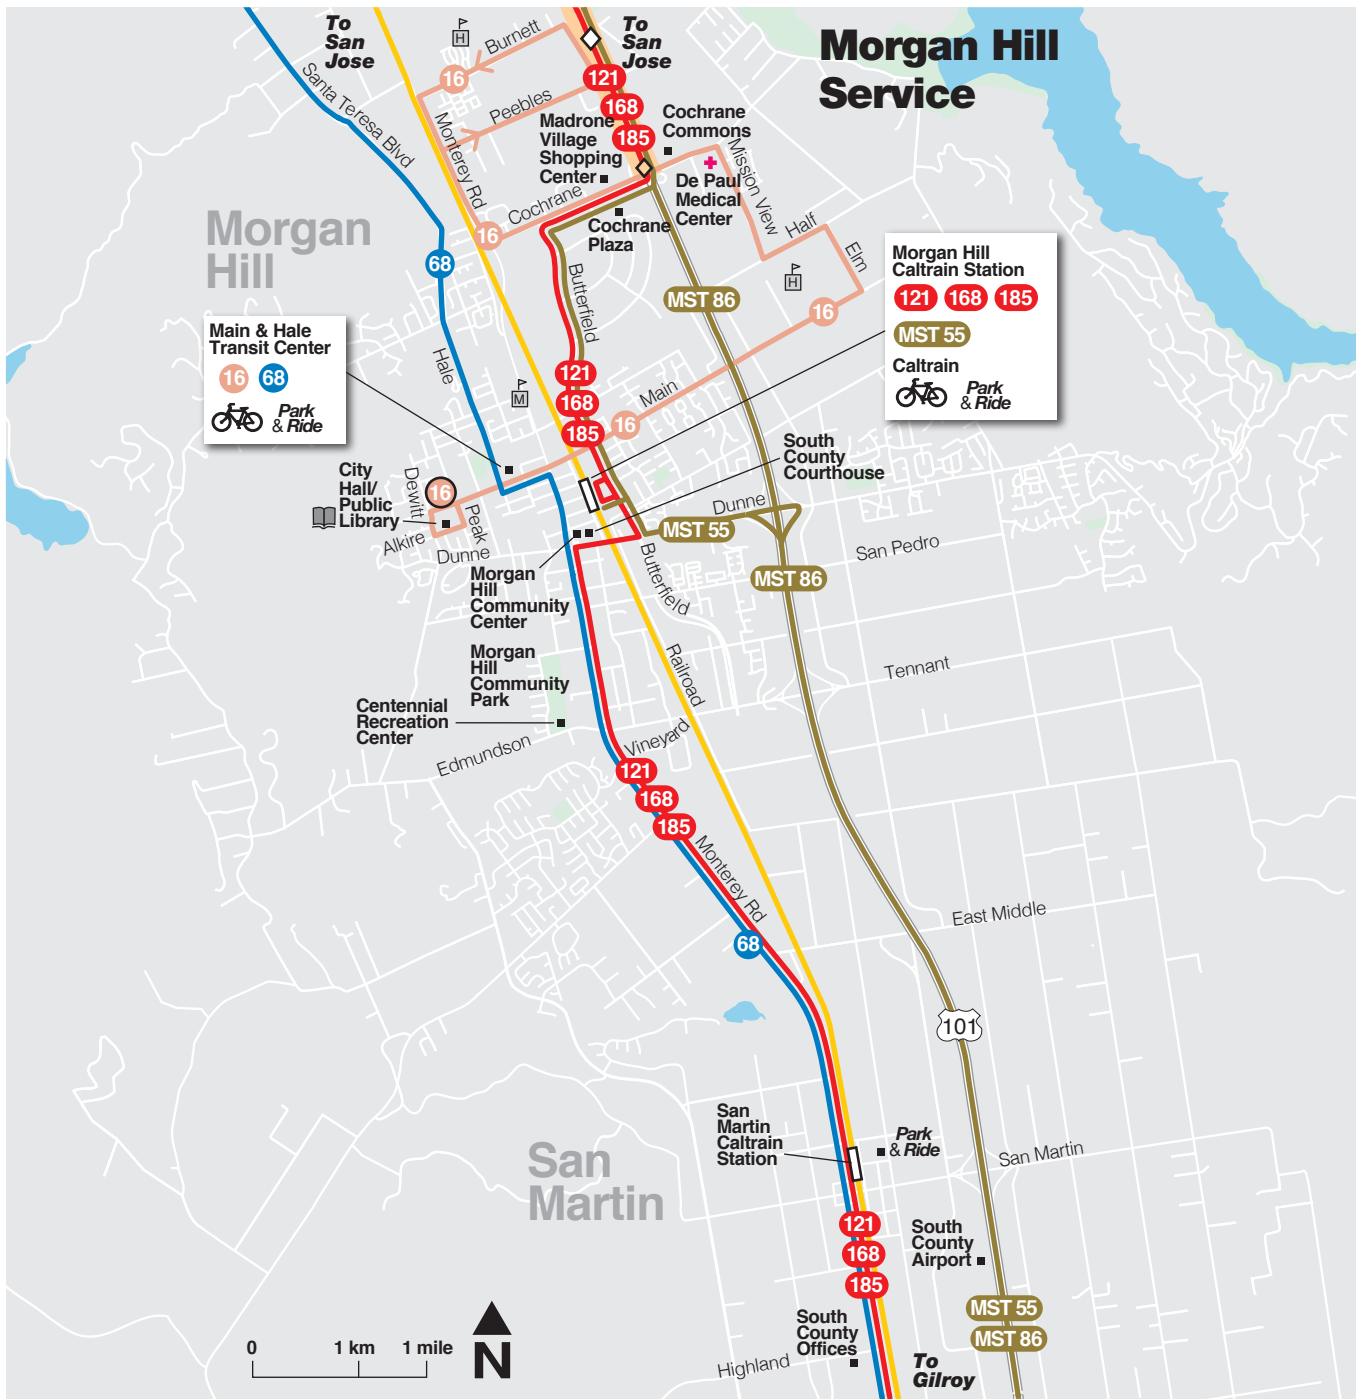 Morgan Hill
Service
To
San
Jose
To
San
Jose
H
Burnett
16
Peebles
121
168
185
Santa Teresa Blvd
Monterey Rd
Madrone
Village
Shopping
Center
Cochrane
Commons
De Paul
Medical
Center
Mission View
Cochrane
16
Cochrane
Plaza
Half
Elm
H
Morgan
Hill
68
Butterfield
MST 86
16
Morgan Hill
Caltrain Station
121 168 185
MST 55
Caltrain
Park
& Ride
Main & Hale
Transit Center
16 68
Park
& Ride
Hale
M
121
168
185
Main
16
South
County
Courthouse
City
Hall/
Public
Library
Dewitt
16
Peak
Alkire
Dunne
Dunne
MST 55
San Pedro
MST 86
Morgan
Hill
Community
Center
Butterfield
Morgan
Hill
Community
Park
Railroad
Tennant
Centennial
Recreation
Center
Edmundson
Vineyard
121
168
185
Monterey Rd
68
East Middle
101
San
Martin
Caltrain
Station
Park
& Ride
San Martin
San
Martin
121
168
185
South
County
Airport
MST 55
MST 86
South
County
Offices
Highland
To
Gilroy
0 1 km 1 mile
N